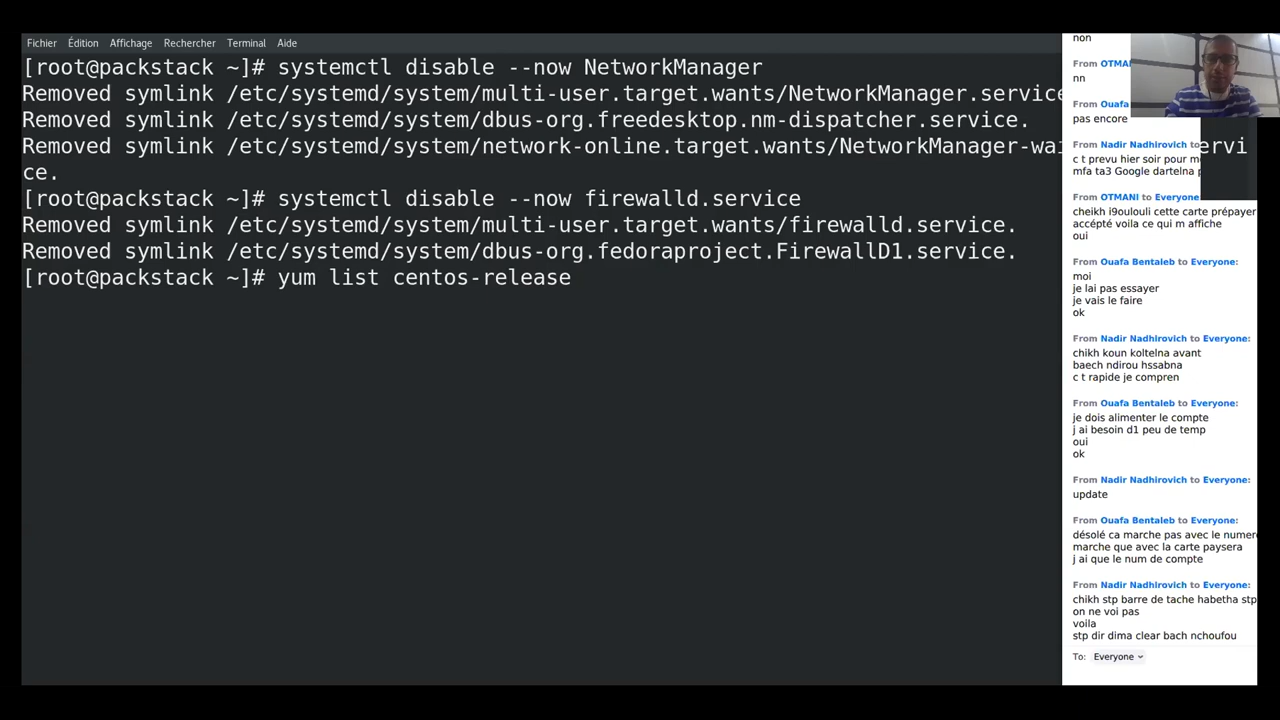 Fichier Édition Affichage Rechercher Terminal Aide
[root@packstack ~]# systemctl disable --now NetworkManager
Removed symlink /etc/systemd/system/multi-user.target.wants/NetworkManager.service
Removed symlink /etc/systemd/system/dbus-org.freedesktop.nm-dispatcher.service.
Removed symlink /etc/systemd/system/network-online.target.wants/NetworkManager-wai ervi
ce.
[root@packstack ~]# systemctl disable --now firewalld.service
Removed symlink /etc/systemd/system/multi-user.target.wants/firewalld.service.
Removed symlink /etc/systemd/system/dbus-org.fedoraproject.FirewallD1.service.
[root@packstack ~]# yum list centos-release
non
From OTMANI
nn
From Ouafa
pas encore
From Nadir Nadhirovich to
c t prevu hier soir pour m
mfa ta3 Google dartelna
From OTMANI to Everyone:
cheikh i9oulouli cette carte prépayer
accépté voila ce qui m affiche
oui
From Ouafa Bentaleb to Everyone:
moi
je lai pas essayer
je vais le faire
ok
From Nadir Nadhirovich to Everyone:
chikh koun koltelna avant
baech ndirou hssabna
c t rapide je compren
From Ouafa Bentaleb to Everyone:
je dois alimenter le compte
j ai besoin d1 peu de temp
oui
ok
From Nadir Nadhirovich to Everyone:
update
From Ouafa Bentaleb to Everyone:
désolé ca marche pas avec le numer
marche que avec la carte paysera
j ai que le num de compte
From Nadir Nadhirovich to Everyone:
chikh stp barre de tache habetha stp
on ne voi pas
voila
stp dir dima clear bach nchoufou
To: Everyone